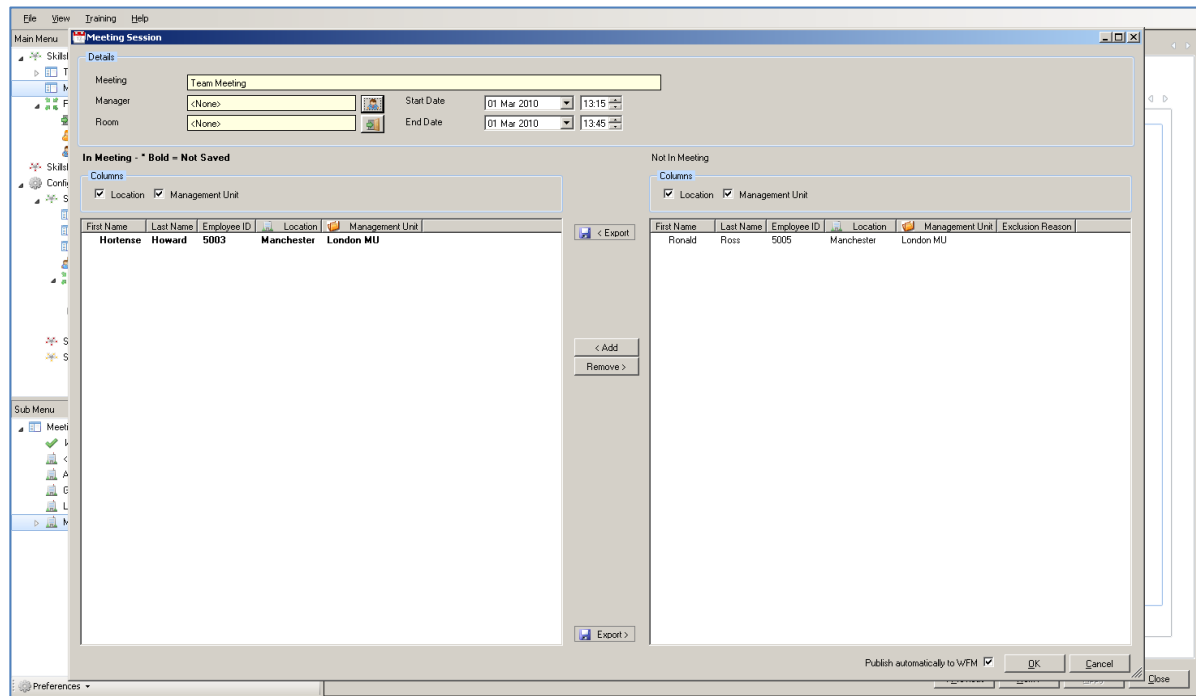 File View Training Help
Main Menu
Meeting Session
Details
Meeting Team Meeting
Manager <None> Start Date 01 Mar 2010 13:15
Room <None> End Date 01 Mar 2010 13:45
In Meeting - * Bold = Not Saved
Not In Meeting
Columns
Location Management Unit
Columns
Location Management Unit
First Name Last Name Employee ID Location Management Unit
Hortense Howard 5003 Manchester London MU
< Export
< Add
Remove >
Export >
First Name Last Name Employee ID Location Management Unit Exclusion Reason
Ronald Ross 5005 Manchester London MU
Sub Menu
Publish automatically to WFM OK Cancel
Preferences
Close